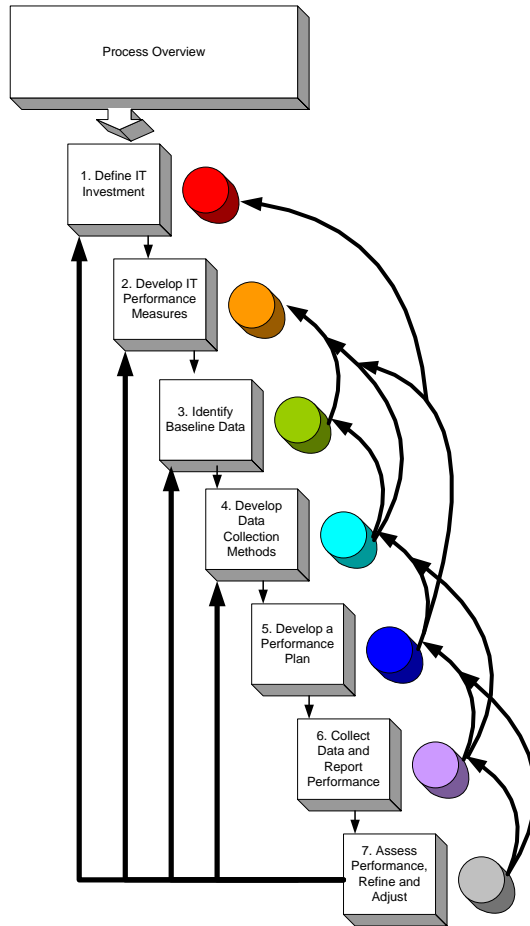 Process Overview
1. Define IT
Investment
2. Develop IT
Performance
Measures
3. Identify
Baseline Data
4. Develop
Data
Collection
Methods
5. Develop a
Performance
Plan
6. Collect
Data and
Report
Performance
7. Assess
Performance,
Refine and
Adjust